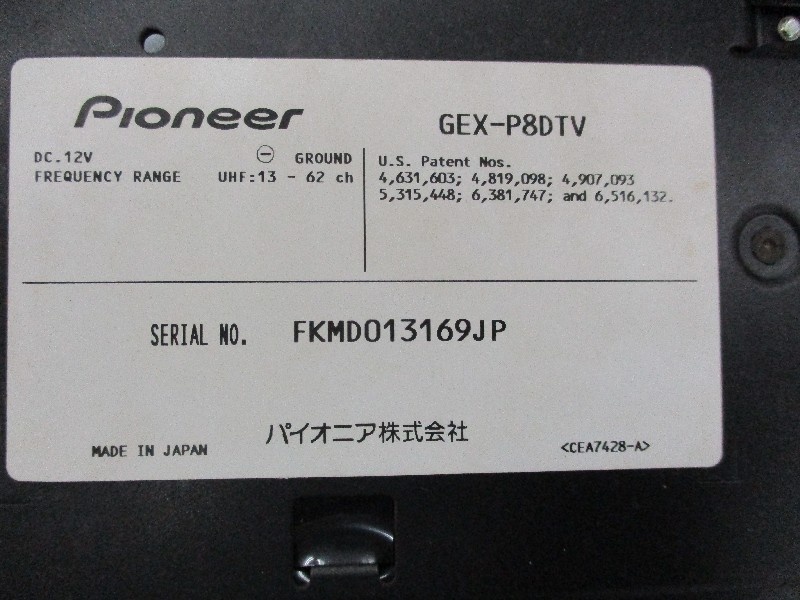 Pioneer
GEX-P8DTV
DC.12V ⊖ GROUND
FREQUENCY RANGE UHF:13 - 62 ch
U.S. Patent Nos.
4,631,603; 4,819,098; 4,907,093
5,315,448; 6,381,747; and 6,516,132.
SERIAL NO. FKMD013169JP
MADE IN JAPAN
パイオニア株式会社
<CEA7428-A>